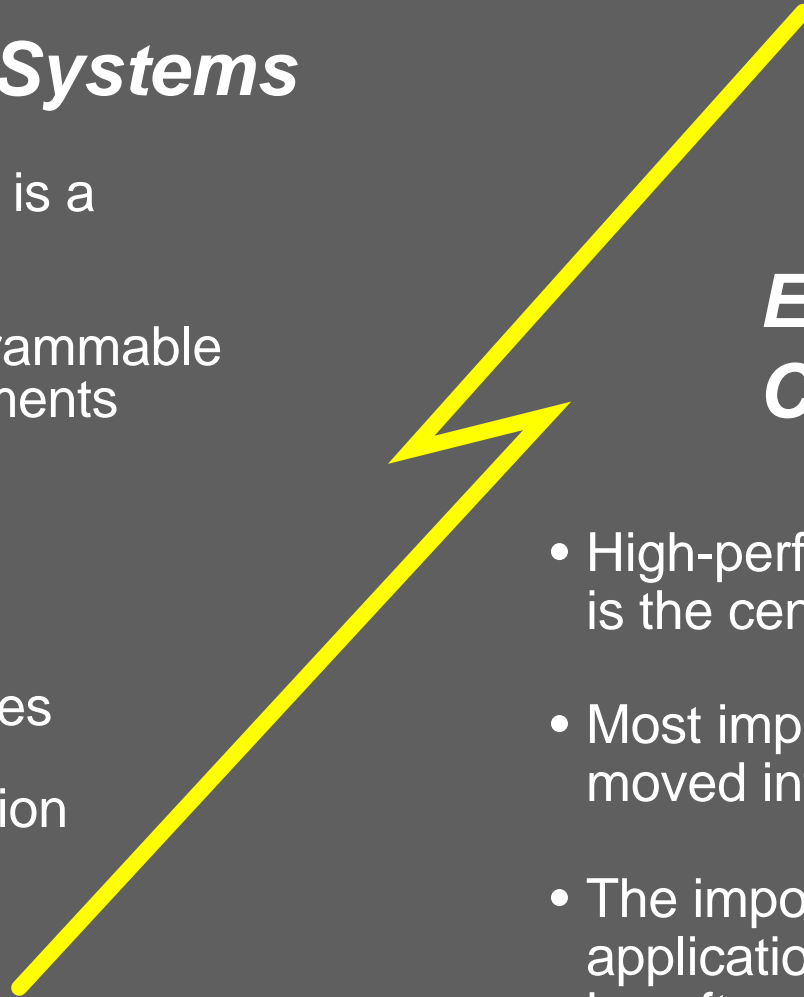 Systems
is a
rammable
nents
es
ion
• High-perf
is the cen
• Most imp
moved in
• The impo
applicatio